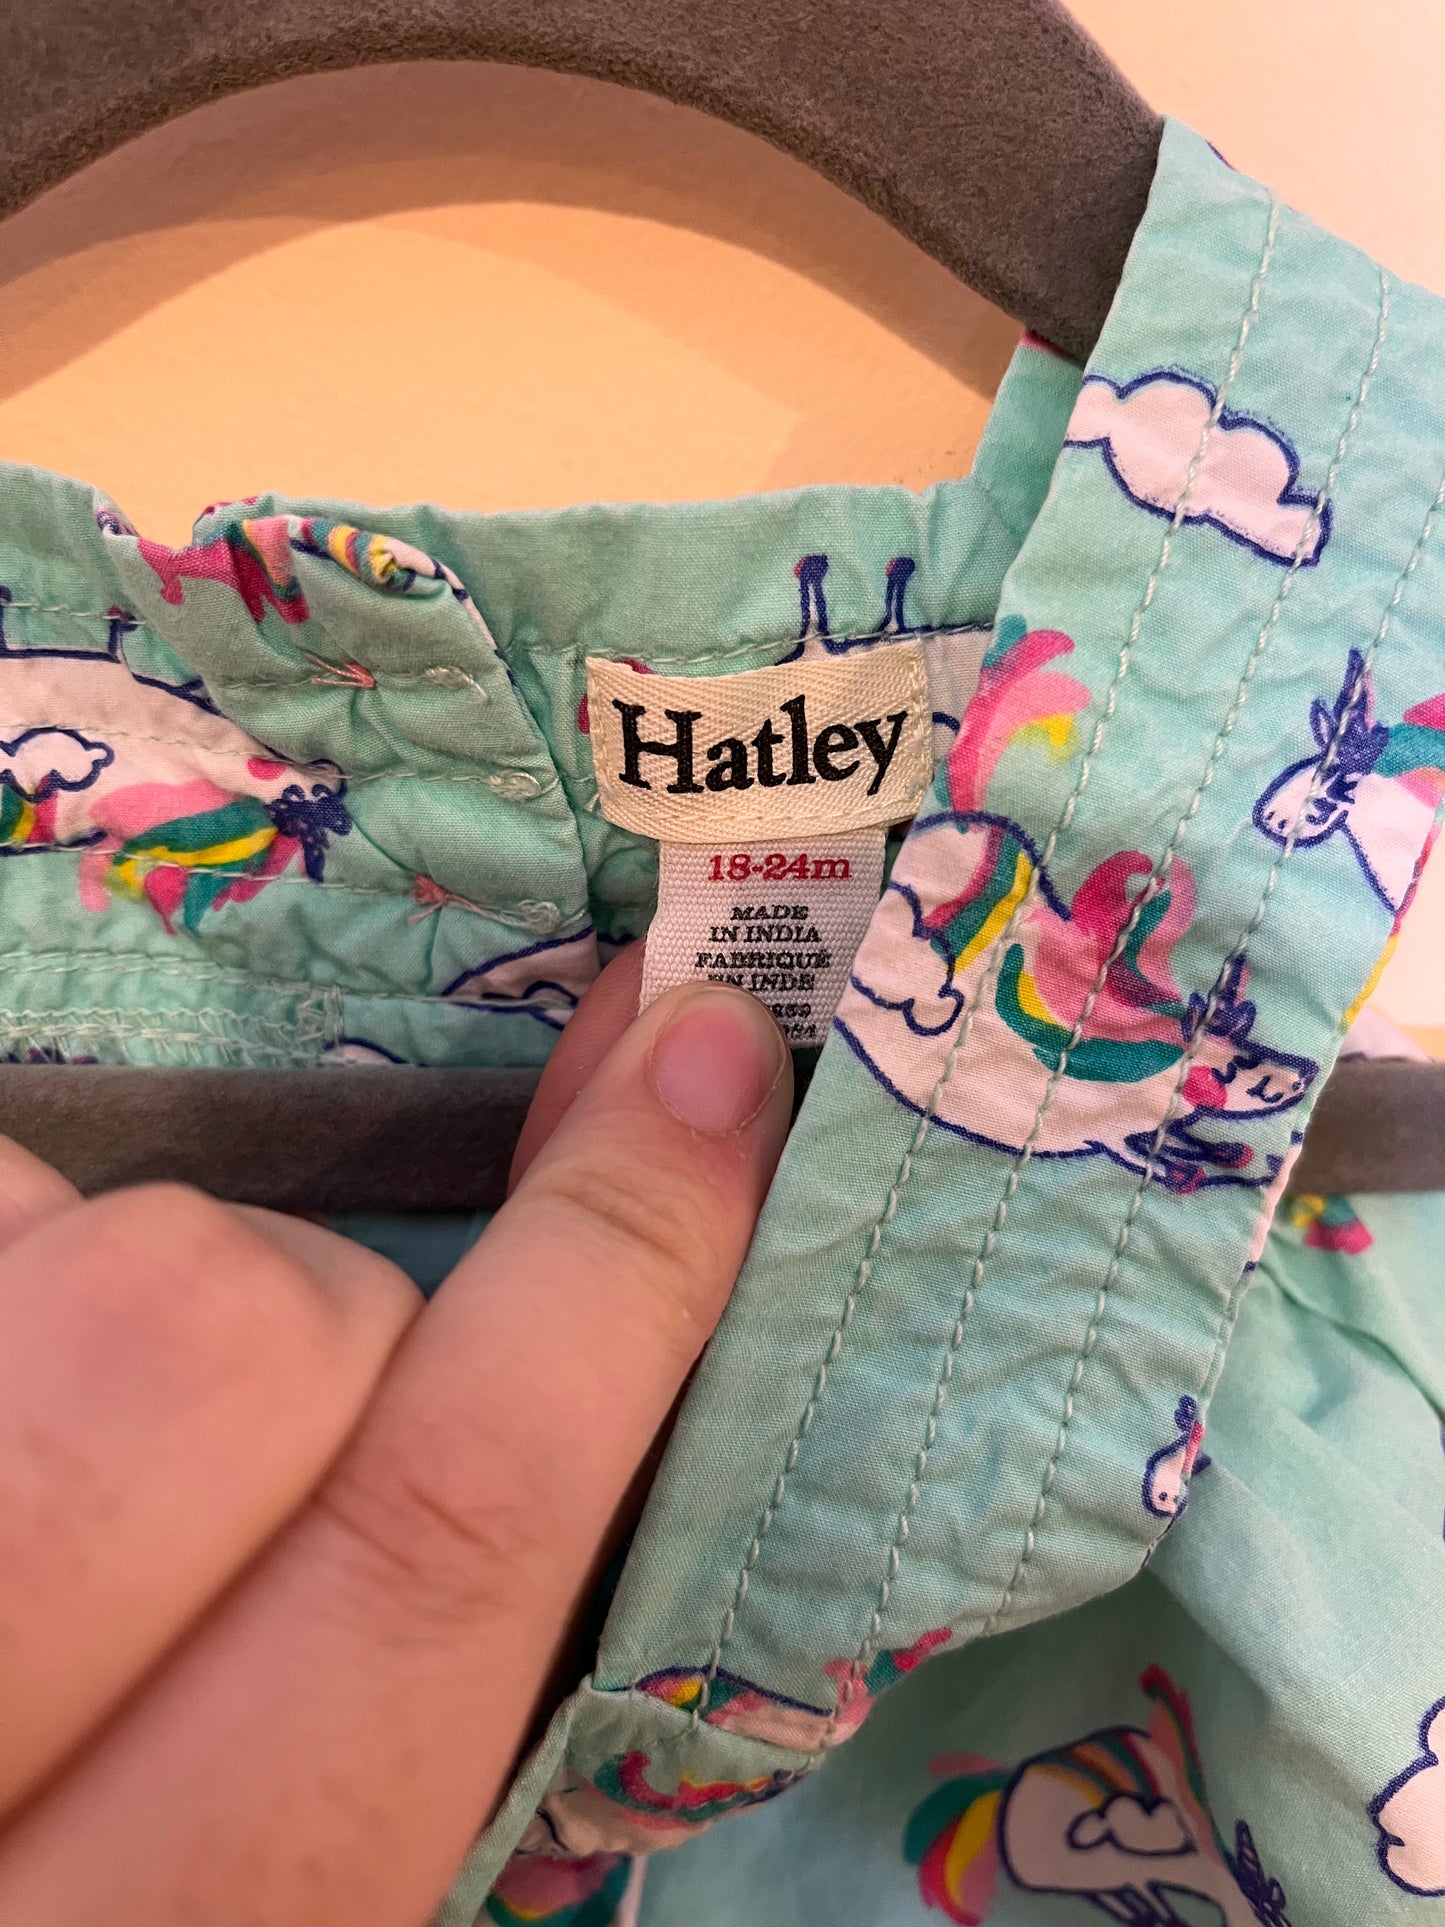 Hatley
18-24m
MADE
IN INDIA
FABRIQUÉ
EN INDE